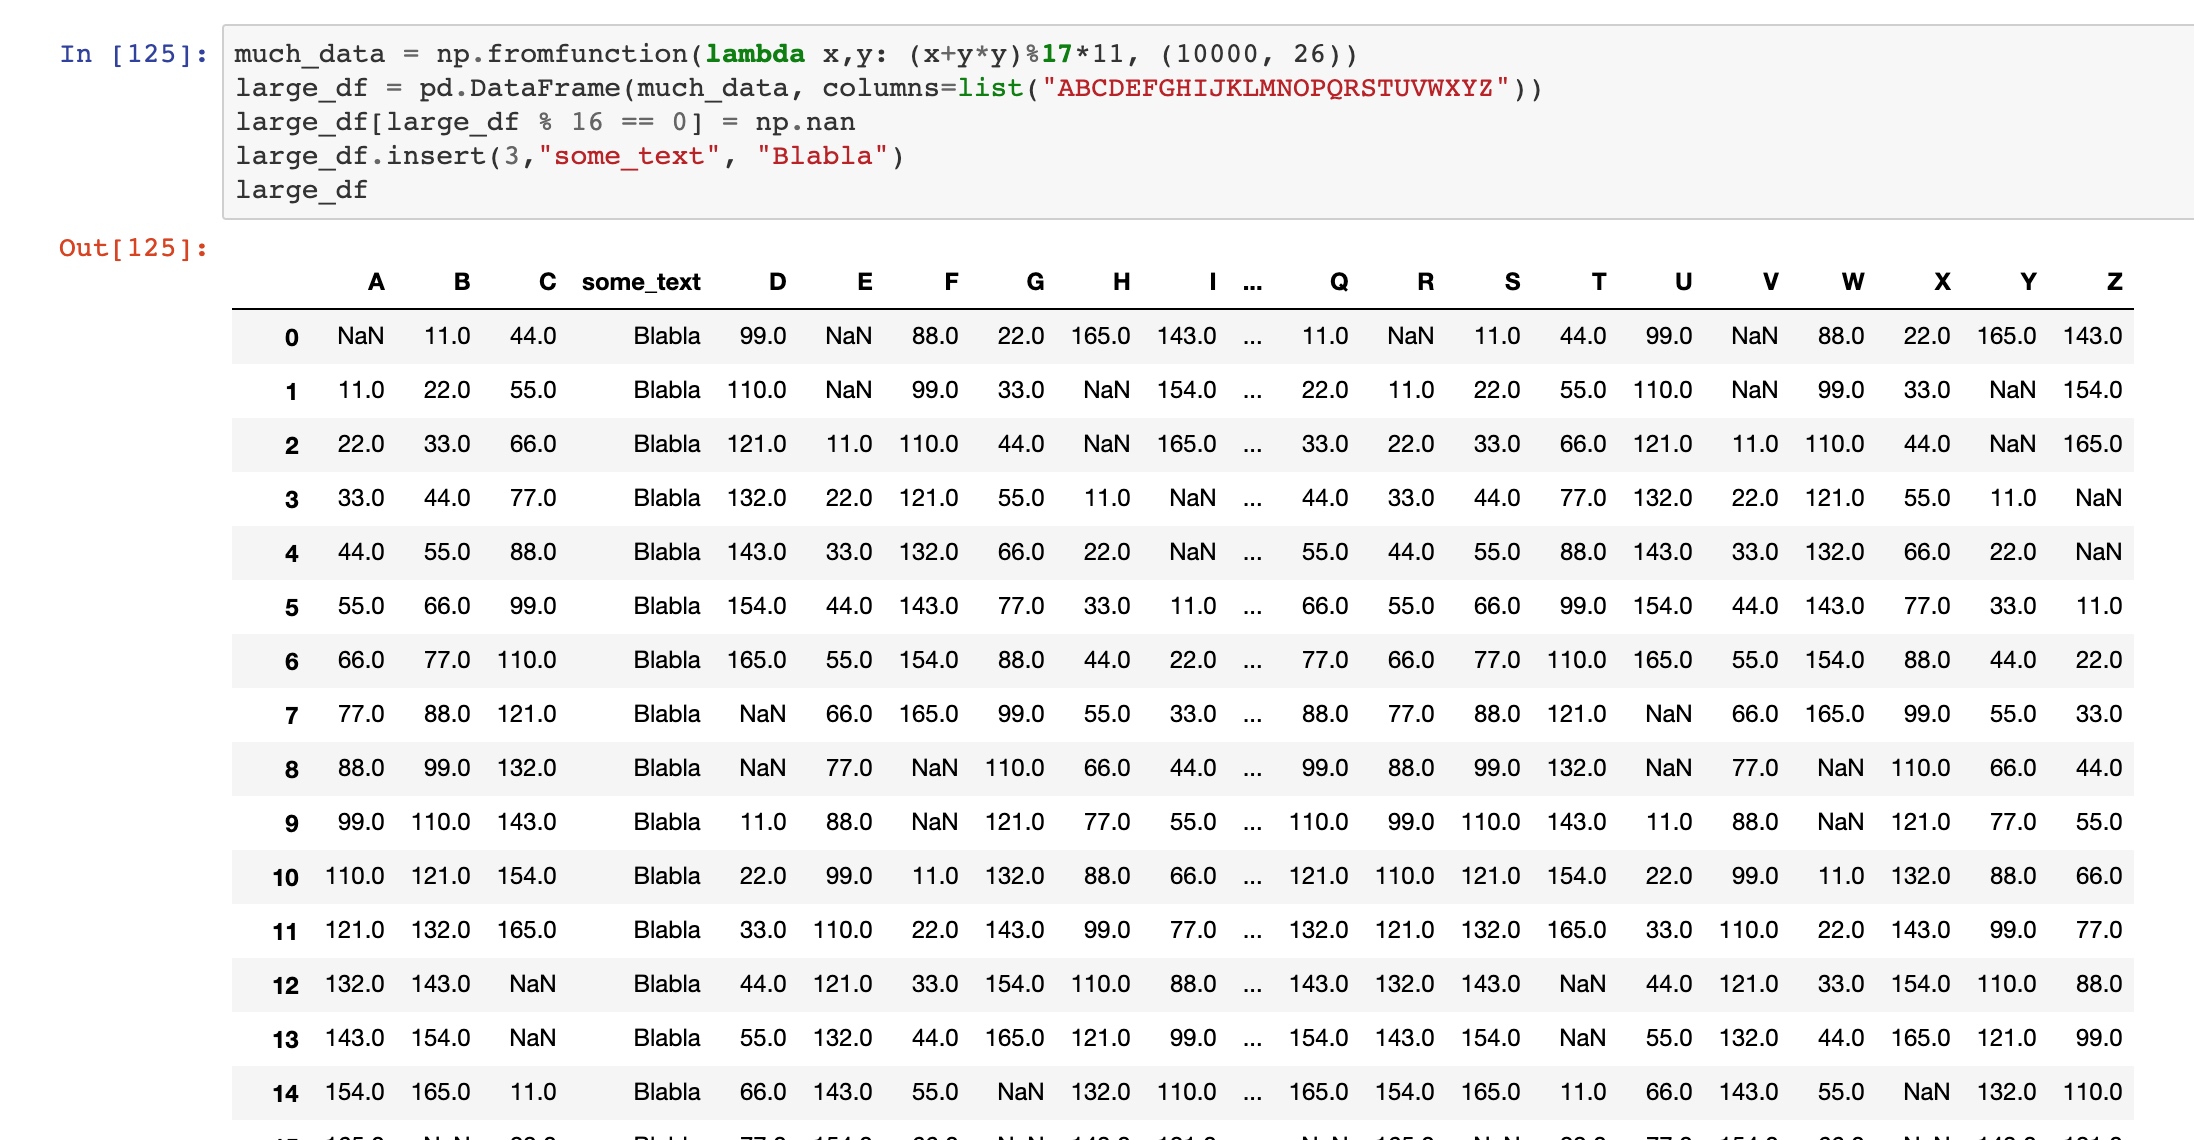 In [125]: much_data = np.fromfunction(lambda x,y: (x+y*y)%17*11, (10000, 26))
large_df = pd.DataFrame(much_data, columns=list("ABCDEFGHIJKLMNOPQRSTUVWXYZ"))
large_df[large_df % 16 == 0] = np.nan
large_df.insert(3,"some_text", "Blabla")
large_df
Out[125]:
A B C some_text D E F G H I ... Q R S T U V W X Y Z
0 NaN 11.0 44.0 Blabla 99.0 NaN 88.0 22.0 165.0 143.0 ... 11.0 NaN 11.0 44.0 99.0 NaN 88.0 22.0 165.0 143.0
1 11.0 22.0 55.0 Blabla 110.0 NaN 99.0 33.0 NaN 154.0 ... 22.0 11.0 22.0 55.0 110.0 NaN 99.0 33.0 NaN 154.0
2 22.0 33.0 66.0 Blabla 121.0 11.0 110.0 44.0 NaN 165.0 ... 33.0 22.0 33.0 66.0 121.0 11.0 110.0 44.0 NaN 165.0
3 33.0 44.0 77.0 Blabla 132.0 22.0 121.0 55.0 11.0 NaN ... 44.0 33.0 44.0 77.0 132.0 22.0 121.0 55.0 11.0 NaN
4 44.0 55.0 88.0 Blabla 143.0 33.0 132.0 66.0 22.0 NaN ... 55.0 44.0 55.0 88.0 143.0 33.0 132.0 66.0 22.0 NaN
5 55.0 66.0 99.0 Blabla 154.0 44.0 143.0 77.0 33.0 11.0 ... 66.0 55.0 66.0 99.0 154.0 44.0 143.0 77.0 33.0 11.0
6 66.0 77.0 110.0 Blabla 165.0 55.0 154.0 88.0 44.0 22.0 ... 77.0 66.0 77.0 110.0 165.0 55.0 154.0 88.0 44.0 22.0
7 77.0 88.0 121.0 Blabla NaN 66.0 165.0 99.0 55.0 33.0 ... 88.0 77.0 88.0 121.0 NaN 66.0 165.0 99.0 55.0 33.0
8 88.0 99.0 132.0 Blabla NaN 77.0 NaN 110.0 66.0 44.0 ... 99.0 88.0 99.0 132.0 NaN 77.0 NaN 110.0 66.0 44.0
9 99.0 110.0 143.0 Blabla 11.0 88.0 NaN 121.0 77.0 55.0 ... 110.0 99.0 110.0 143.0 11.0 88.0 NaN 121.0 77.0 55.0
10 110.0 121.0 154.0 Blabla 22.0 99.0 11.0 132.0 88.0 66.0 ... 121.0 110.0 121.0 154.0 22.0 99.0 11.0 132.0 88.0 66.0
11 121.0 132.0 165.0 Blabla 33.0 110.0 22.0 143.0 99.0 77.0 ... 132.0 121.0 132.0 165.0 33.0 110.0 22.0 143.0 99.0 77.0
12 132.0 143.0 NaN Blabla 44.0 121.0 33.0 154.0 110.0 88.0 ... 143.0 132.0 143.0 NaN 44.0 121.0 33.0 154.0 110.0 88.0
13 143.0 154.0 NaN Blabla 55.0 132.0 44.0 165.0 121.0 99.0 ... 154.0 143.0 154.0 NaN 55.0 132.0 44.0 165.0 121.0 99.0
14 154.0 165.0 11.0 Blabla 66.0 143.0 55.0 NaN 132.0 110.0 ... 165.0 154.0 165.0 11.0 66.0 143.0 55.0 NaN 132.0 110.0